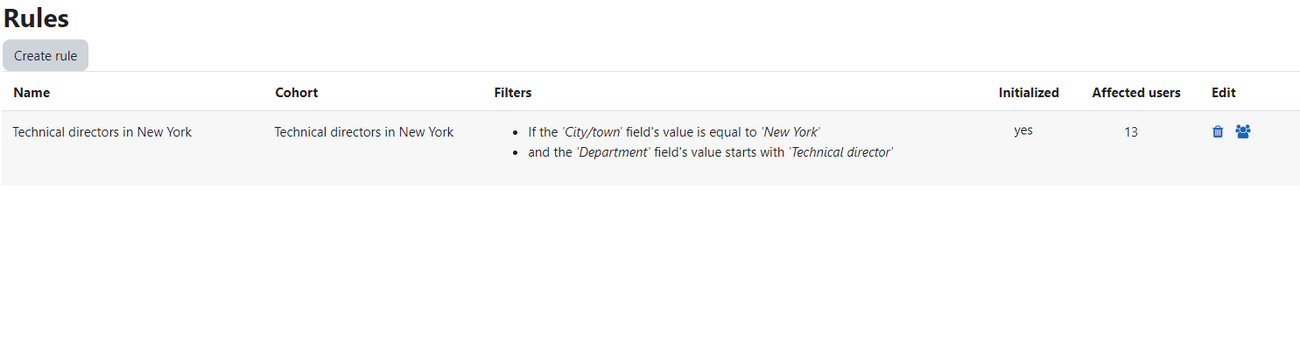 Rules
Create rule
Name Cohort Filters Initialized Affected users Edit
Technical directors in New York Technical directors in New York • If the 'City/town' field's value is equal to 'New York' yes 13
• and the 'Department' field's value starts with 'Technical director'